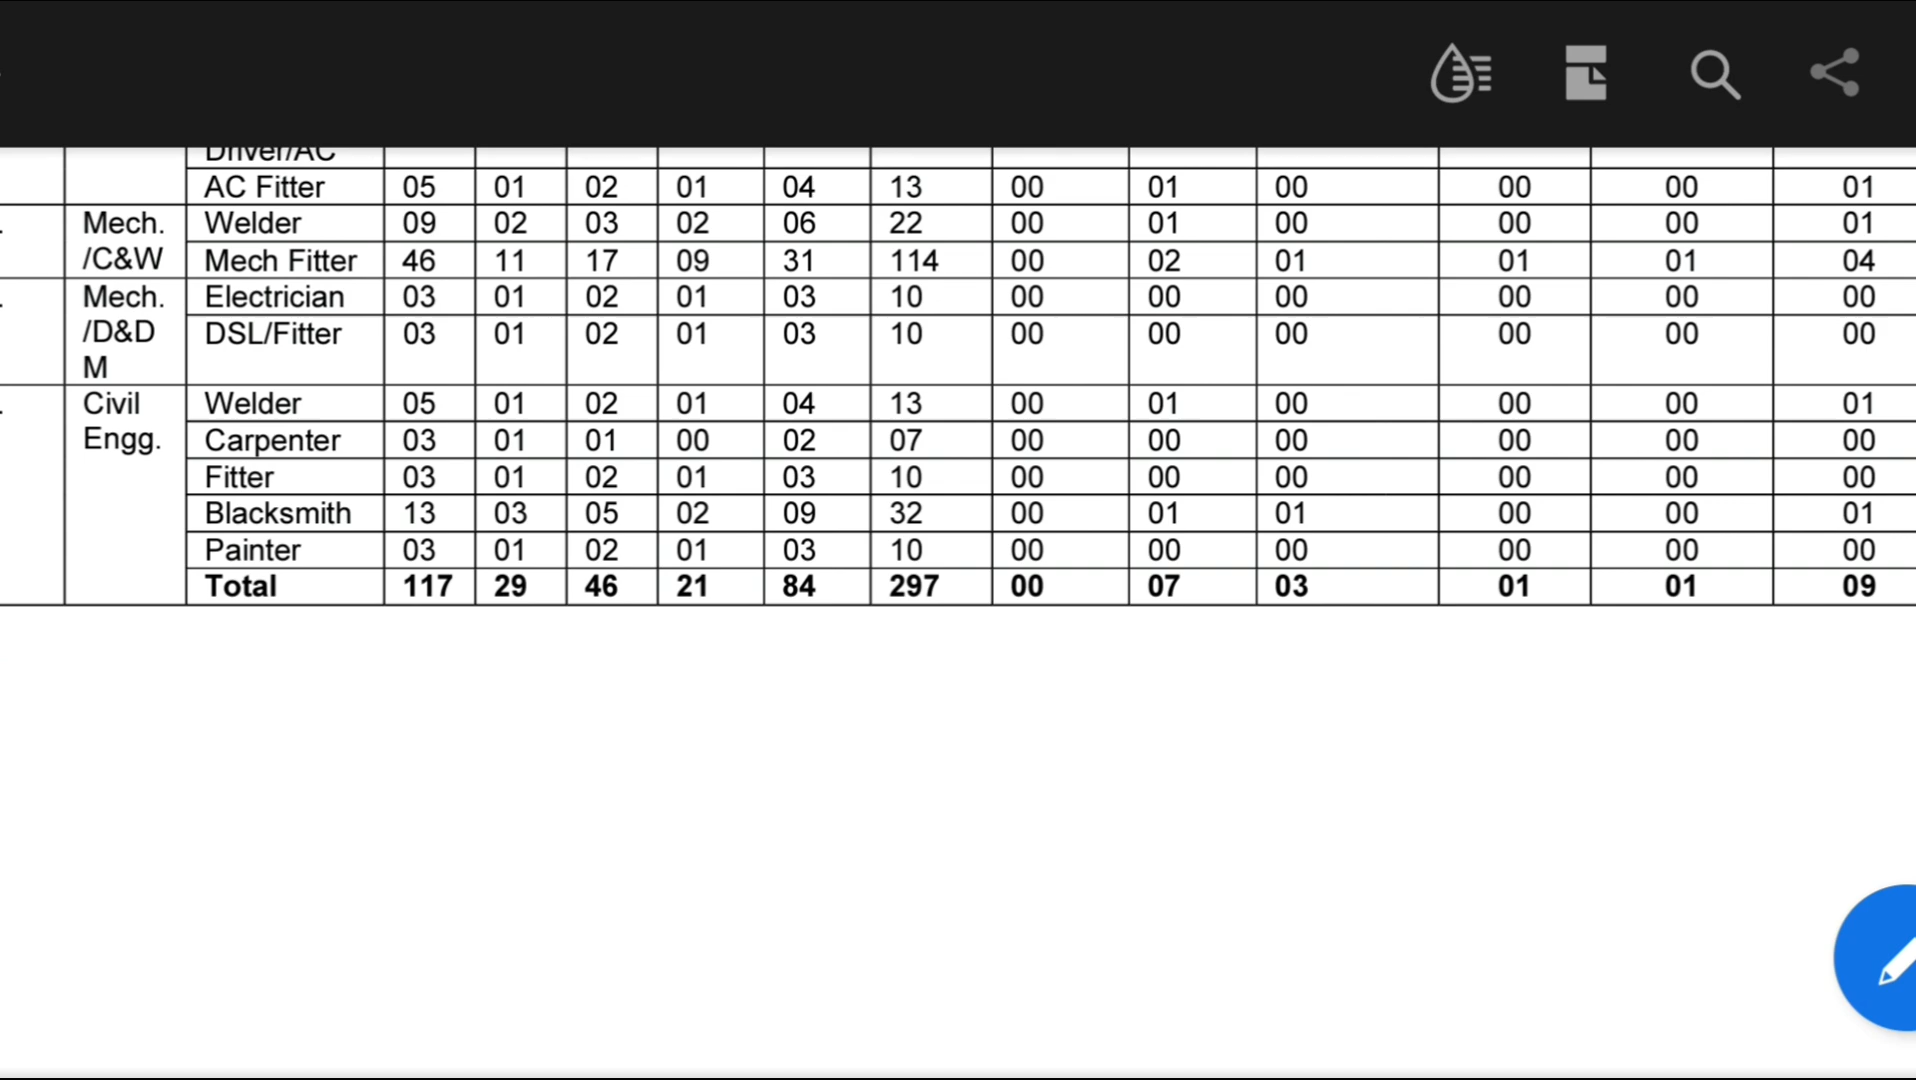 Driver/AC
AC Fitter 05 01 02 01 04 13 00 01 00 00 00 01
Mech. Welder 09 02 03 02 06 22 00 01 00 00 00 01
/C&W Mech Fitter 46 11 17 09 31 114 00 02 01 01 01 04
Mech. Electrician 03 01 02 01 03 10 00 00 00 00 00 00
/D&D DSL/Fitter 03 01 02 01 03 10 00 00 00 00 00 00
M
Civil Welder 05 01 02 01 04 13 00 01 00 00 00 01
Engg. Carpenter 03 01 01 00 02 07 00 00 00 00 00 00
Fitter 03 01 02 01 03 10 00 00 00 00 00 00
Blacksmith 13 03 05 02 09 32 00 01 01 00 00 01
Painter 03 01 02 01 03 10 00 00 00 00 00 00
Total 117 29 46 21 84 297 00 07 03 01 01 09